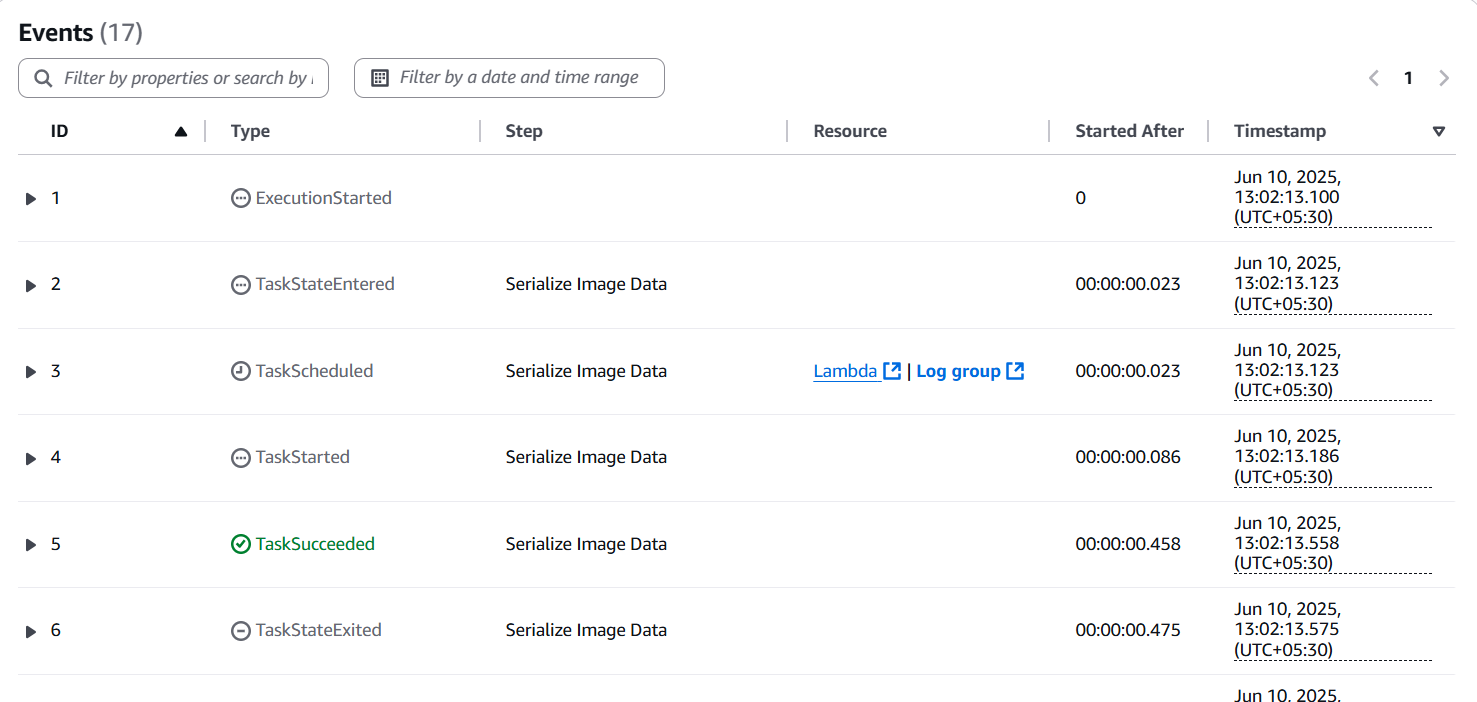 Events (17)
Filter by properties or search by
Filter by a date and time range
1
ID Type Step Resource Started After Timestamp
1 ExecutionStarted 0 Jun 10, 2025,
13:02:13.100
(UTC+05:30)
2 TaskStateEntered Serialize Image Data 00:00:00.023 Jun 10, 2025,
13:02:13.123
(UTC+05:30)
3 TaskScheduled Serialize Image Data Lambda | Log group 00:00:00.023 Jun 10, 2025,
13:02:13.123
(UTC+05:30)
4 TaskStarted Serialize Image Data 00:00:00.086 Jun 10, 2025,
13:02:13.186
(UTC+05:30)
5 TaskSucceeded Serialize Image Data 00:00:00.458 Jun 10, 2025,
13:02:13.558
(UTC+05:30)
6 TaskStateExited Serialize Image Data 00:00:00.475 Jun 10, 2025,
13:02:13.575
(UTC+05:30)
Jun 10, 2025,